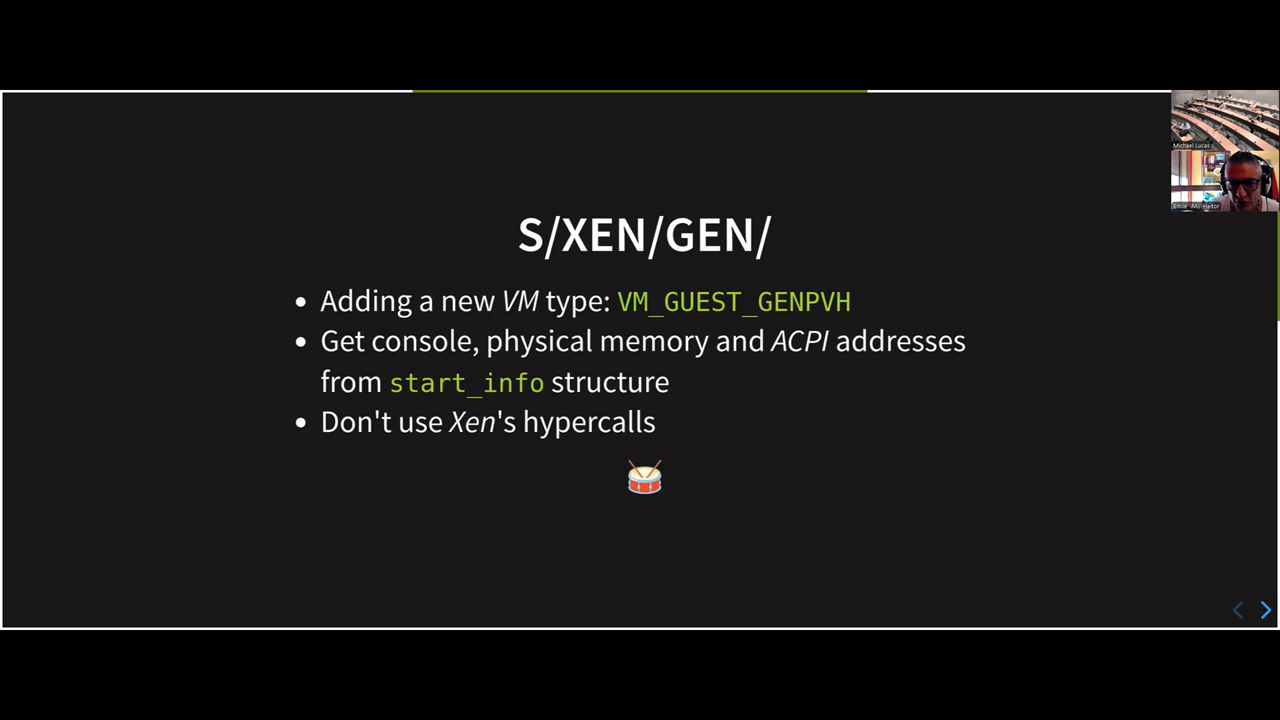 Michael Lucas
S/XEN/GEN/
Adding a new VM type: VM_GUEST_GENPVH
Get console, physical memory and ACPI addresses
from start_info structure
Don't use Xen's hypercalls